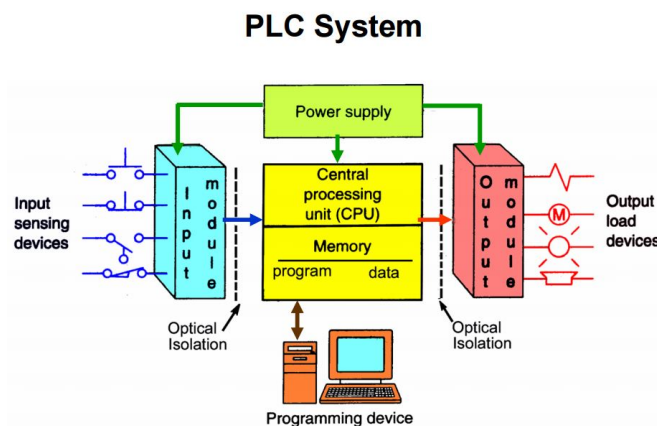 PLC System
Power supply
Input
sensing
devices
Input
module
Central
processing
unit (CPU)
Memory
program data
Output
module
Output
load
devices
M
Optical
Isolation
Optical
Isolation
Programming device